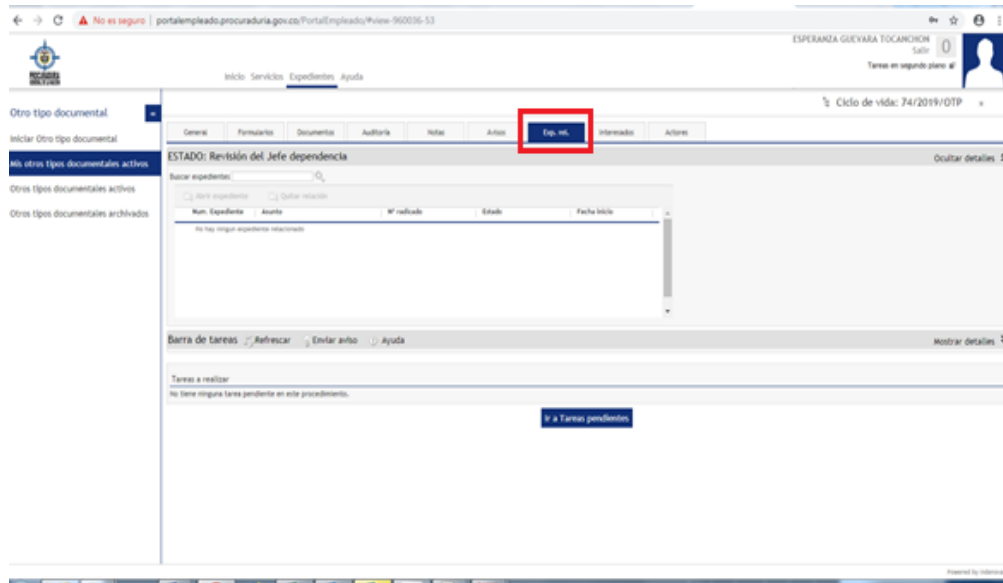 No es seguro | portalempleado.procuraduria.gov.co/PortalEmpleado/#view-960036-53
ESPERANZA GUEVARA TOCANCHON
Salir
0
Tareas en segundo plano
PROCURADURIA
Inicio Servicios Expedientes Ayuda
Ciclo de vida: 74/2019/OTP
Otro tipo documental
Iniciar Otro tipo documental
Mis otros tipos documentales activos
Otros tipos documentales activos
Otros tipos documentales archivados
General Formularios Documentos Auditoría Notas Avisos Exp. rel. Interesados Actores
ESTADO: Revisión del Jefe dependencia
Ocultar detalles
Buscar expedientes
Abrir expediente Quitar relación
Num. Expediente Asunto Nº radicado Estado Fecha Inicio
No hay ningun expediente relacionado
Barra de tareas Refrescar Enviar aviso Ayuda
Mostrar detalles
Tareas a realizar
No tiene ninguna tarea pendiente en este procedimiento.
Ir a Tareas pendientes